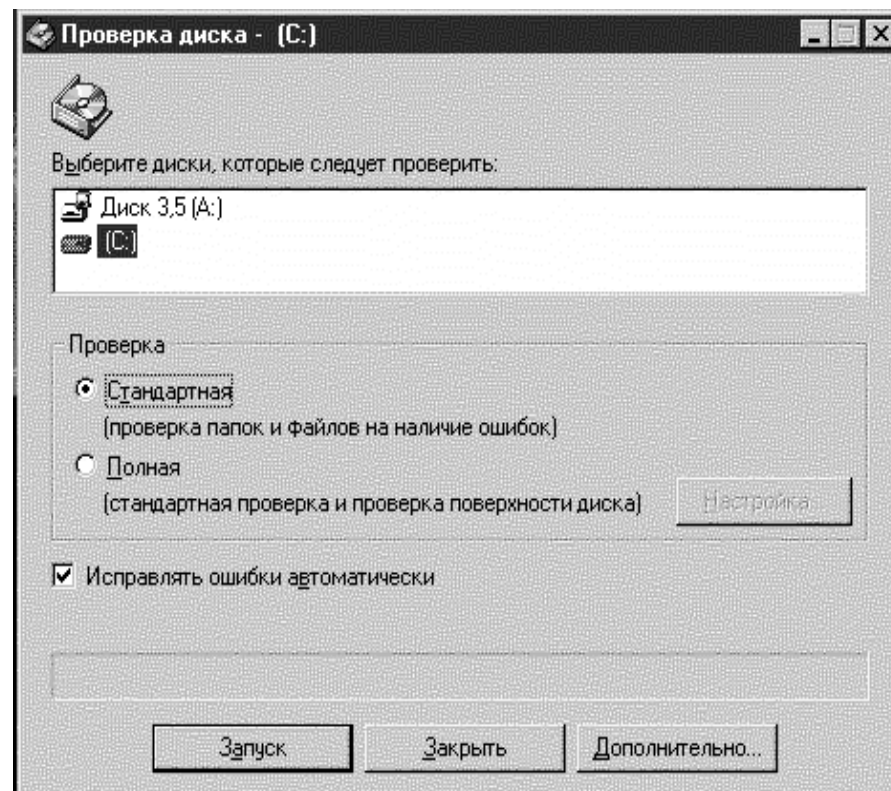 Проверка диска - (C:)
Выберите диски, которые следует проверить:
Диск 3,5 (A:)
(C:)
Проверка
Стандартная
(проверка папок и файлов на наличие ошибок)
Полная
(стандартная проверка и проверка поверхности диска)
Настройка...
Исправлять ошибки автоматически
Запуск Закрыть Дополнительно...